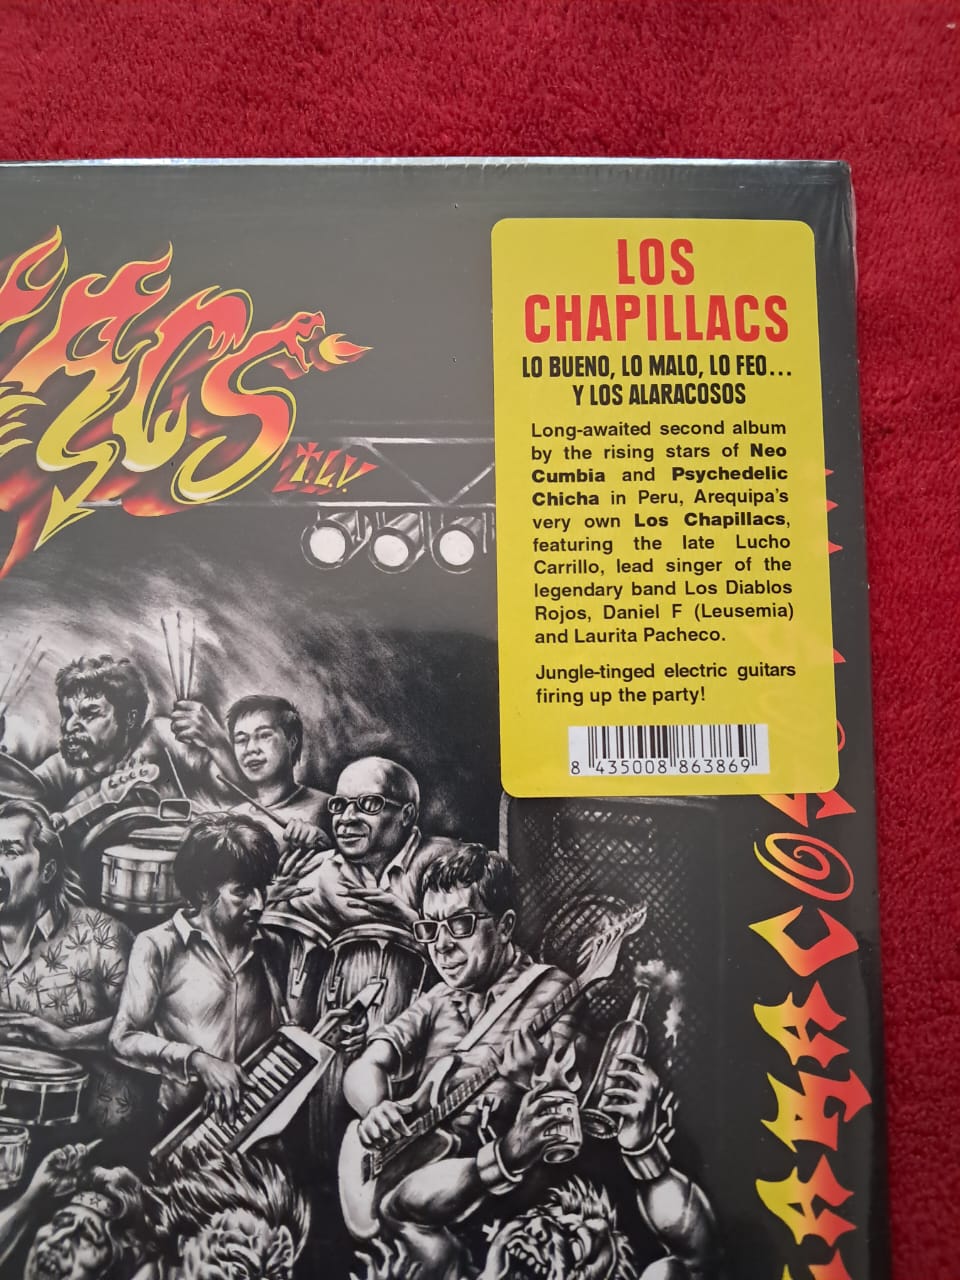 LOS
CHAPILLACS
LO BUENO, LO MALO, LO FEO...
Y LOS ALARACOSOS
Long-awaited second album
by the rising stars of Neo
Cumbia and Psychedelic
Chicha in Peru, Arequipa's
very own Los Chapillacs,
featuring the late Lucho
Carrillo, lead singer of the
legendary band Los Diablos
Rojos, Daniel F (Leusemia)
and Laurita Pacheco.
Jungle-tinged electric guitars
firing up the party!
8 435008 863869
T.L.V